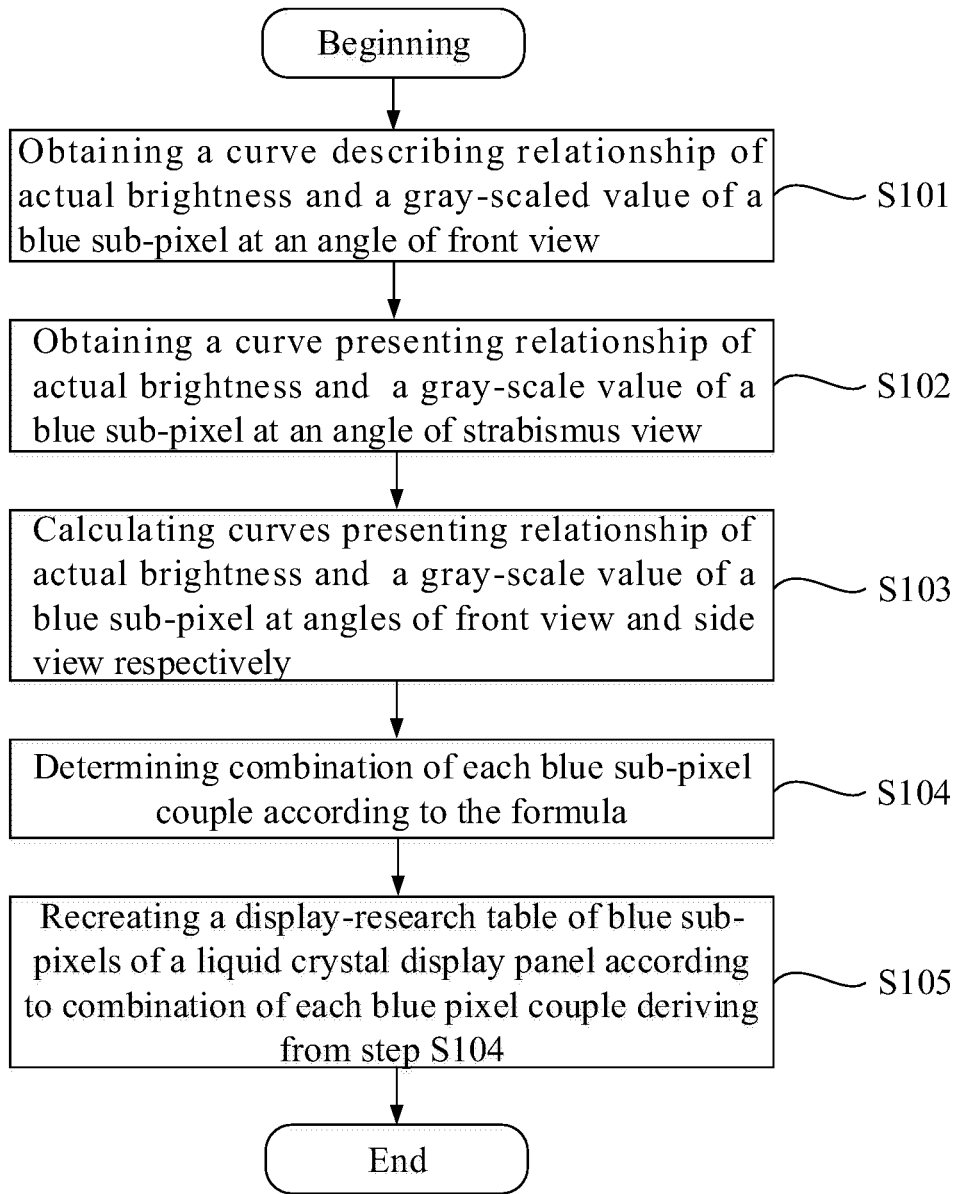 Beginning
Obtaining a curve describing relationship of
actual brightness and a gray-scaled value of a
blue sub-pixel at an angle of front view
S101
Obtaining a curve presenting relationship of
actual brightness and a gray-scale value of a
blue sub-pixel at an angle of strabismus view
S102
Calculating curves presenting relationship of
actual brightness and a gray-scale value of a
blue sub-pixel at angles of front view and side
view respectively
S103
Determining combination of each blue sub-pixel
couple according to the formula
S104
Recreating a display-research table of blue sub-
pixels of a liquid crystal display panel according
to combination of each blue pixel couple deriving
from step S104
S105
End